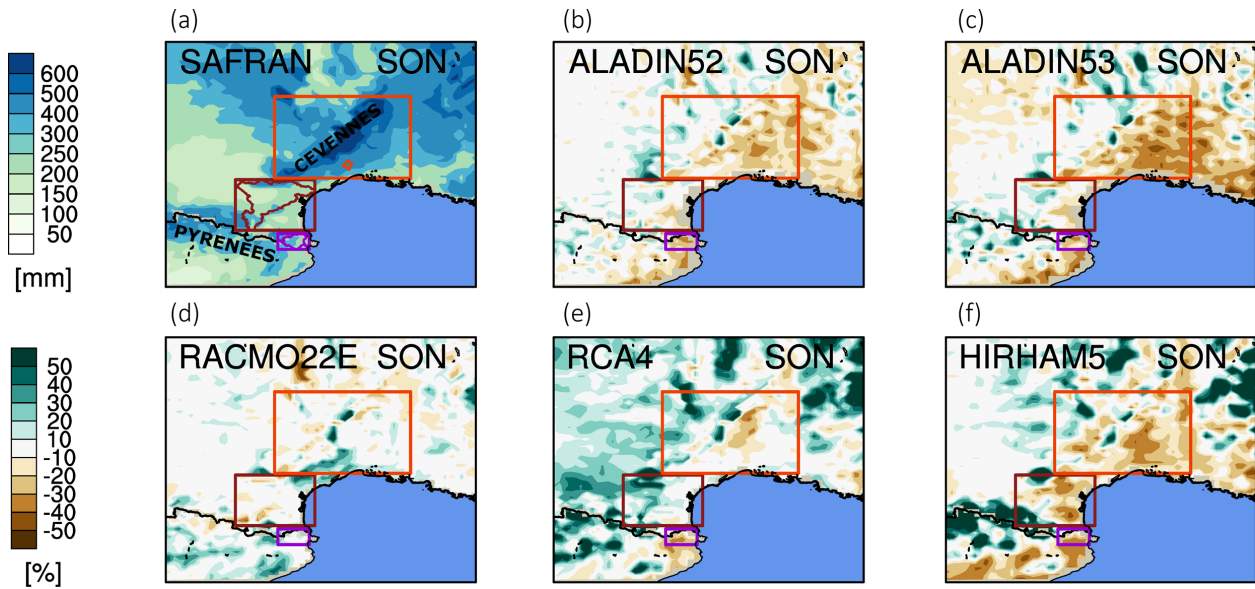 (a)
(b)
(c)
SAFRAN SON
ALADIN52 SON
ALADIN53 SON
CEVENNES
PYRENEES
600
500
400
300
250
200
150
100
50
[mm]
(d)
(e)
(f)
RACMO22E SON
RCA4 SON
HIRHAM5 SON
50
40
30
20
10
-10
-20
-30
-40
-50
[%]